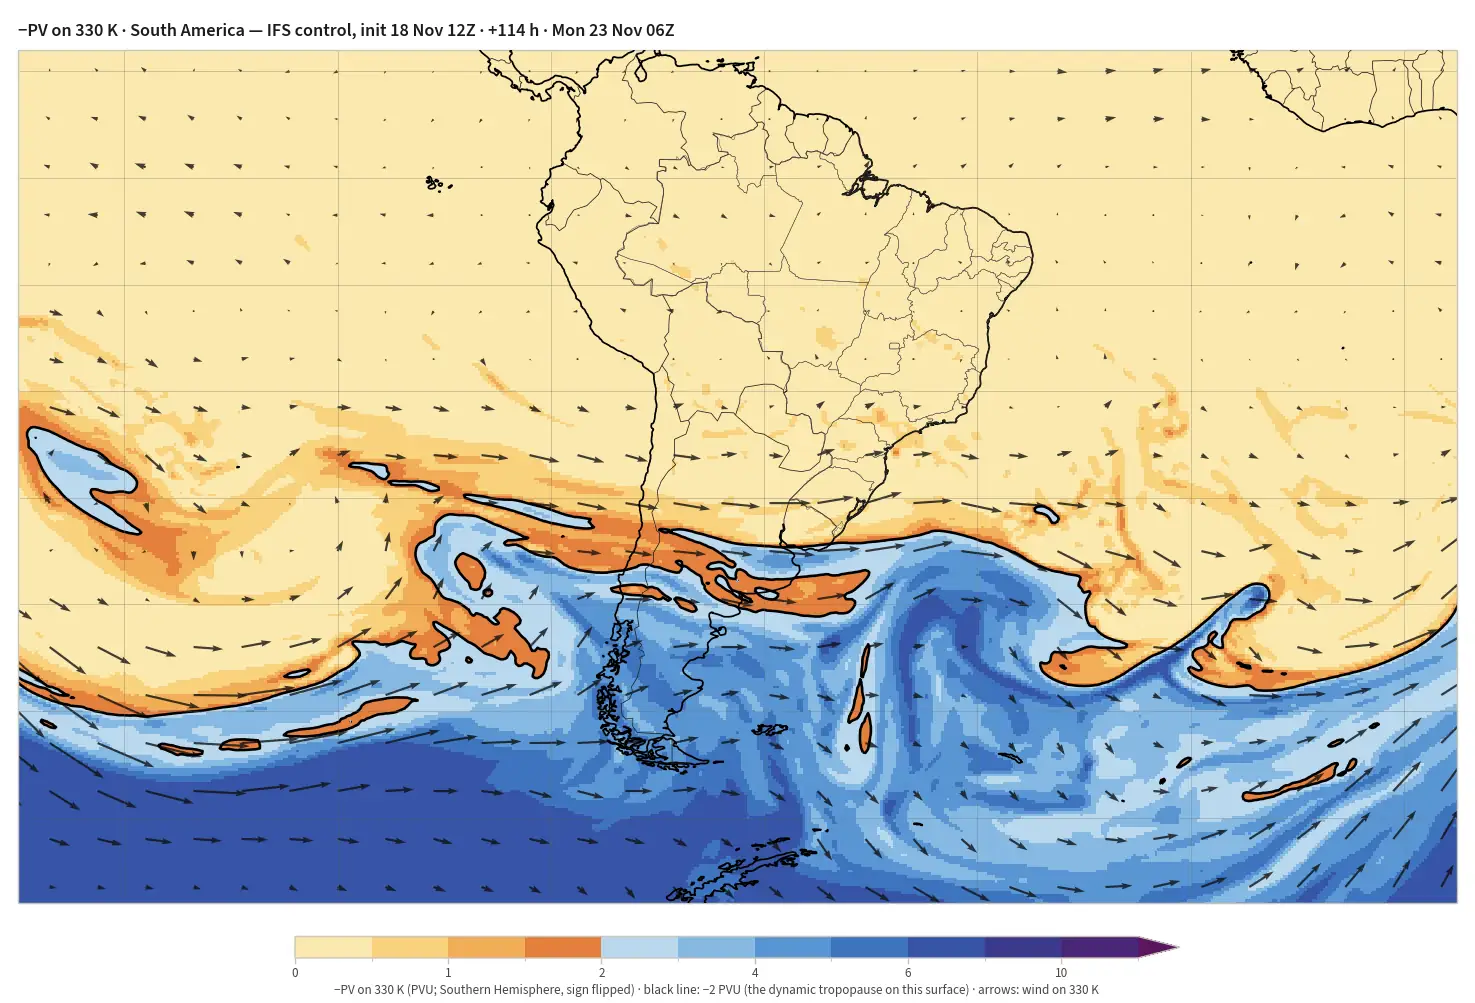 −PV on 330 K · South America — IFS control, init 18 Nov 12Z · +114 h · Mon 23 Nov 06Z
0 1 2 4 6 10
−PV on 330 K (PVU; Southern Hemisphere, sign flipped) · black line: −2 PVU (the dynamic tropopause on this surface) · arrows: wind on 330 K